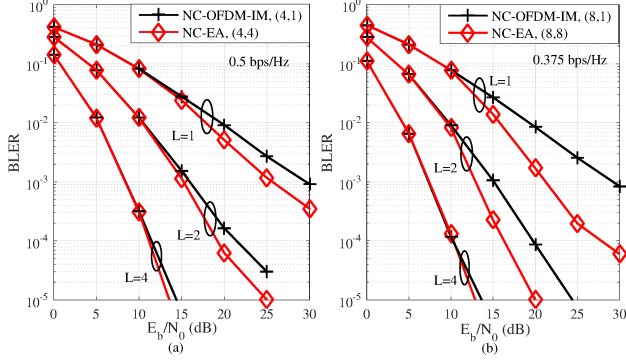 NC-OFDM-IM, (4,1)
NC-EA, (4,4)
0.5 bps/Hz
L=1
L=2
L=4
BLER
10^0
10^-1
10^-2
10^-3
10^-4
10^-5
0 5 10 15 20 25 30
E_b/N_0 (dB)
(a)
NC-OFDM-IM, (8,1)
NC-EA, (8,8)
0.375 bps/Hz
L=1
L=2
L=4
BLER
10^0
10^-1
10^-2
10^-3
10^-4
10^-5
0 5 10 15 20 25 30
E_b/N_0 (dB)
(b)